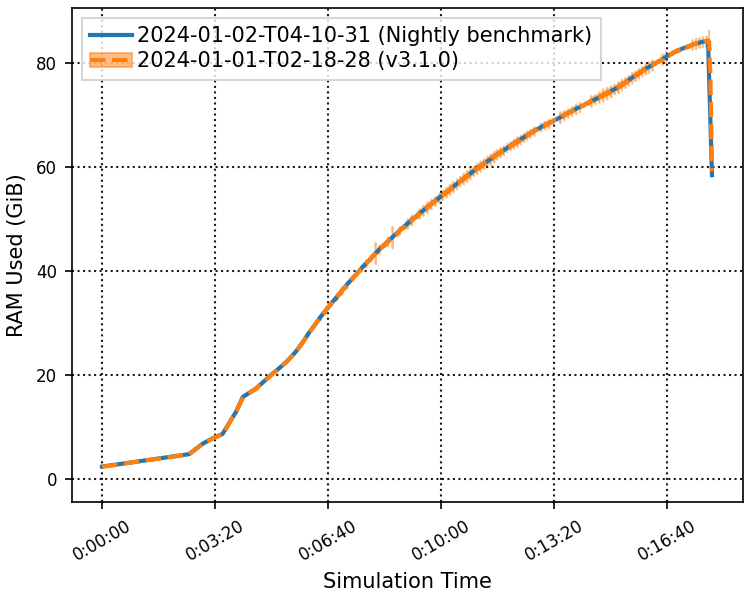 2024-01-02-T04-10-31 (Nightly benchmark)
2024-01-01-T02-18-28 (v3.1.0)
80
60
40
20
0
RAM Used (GiB)
0:00:00
0:03:20
0:06:40
0:10:00
0:13:20
0:16:40
Simulation Time